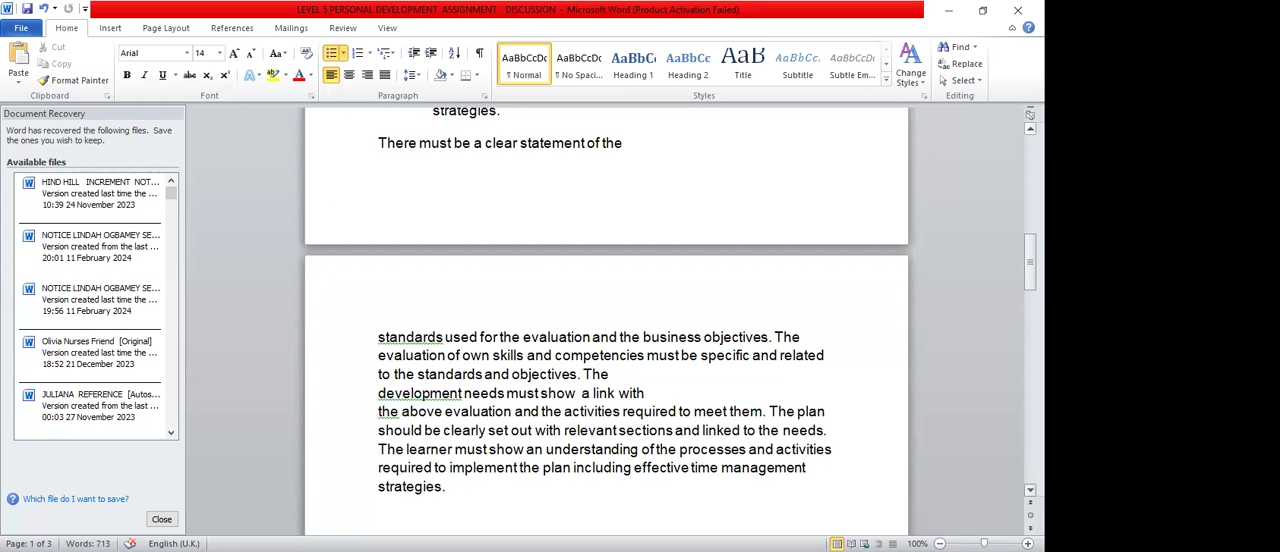 LEVEL 5 PERSONAL DEVELOPMENT ASSIGNMENT DISCUSSION - Microsoft Word (Product Activation Failed)
File Home Insert Page Layout References Mailings Review View
Cut
Copy
Format Painter
Paste
Clipboard
Arial 14
Font
Paragraph
AaBbCcDc AaBbCcDc AaBbC( AaBbCc AaB AaBbCc. AaBbCcDc
¶ Normal ¶ No Spaci... Heading 1 Heading 2 Title Subtitle Subtle Em...
Change Styles
Styles
Find
Replace
Select
Editing
Document Recovery
Word has recovered the following files. Save
the ones you wish to keep.
Available files
HIND HILL INCREMENT NOT...
Version created last time the ...
10:39 24 November 2023
NOTICE LINDAH OGBAMEY SE...
Version created from the last ...
20:01 11 February 2024
NOTICE LINDAH OGBAMEY SE...
Version created last time the ...
19:56 11 February 2024
Olivia Nurses Friend [Original]
Version created last time the ...
18:52 21 December 2023
JULIANA REFERENCE [Autos...
Version created from the last ...
00:03 27 November 2023
Which file do I want to save?
Close
strategies.
There must be a clear statement of the
standards used for the evaluation and the business objectives. The
evaluation of own skills and competencies must be specific and related
to the standards and objectives. The
development needs must show a link with
the above evaluation and the activities required to meet them. The plan
should be clearly set out with relevant sections and linked to the needs.
The learner must show an understanding of the processes and activities
required to implement the plan including effective time management
strategies.
Page: 1 of 3 Words: 713 English (U.K.) 100%